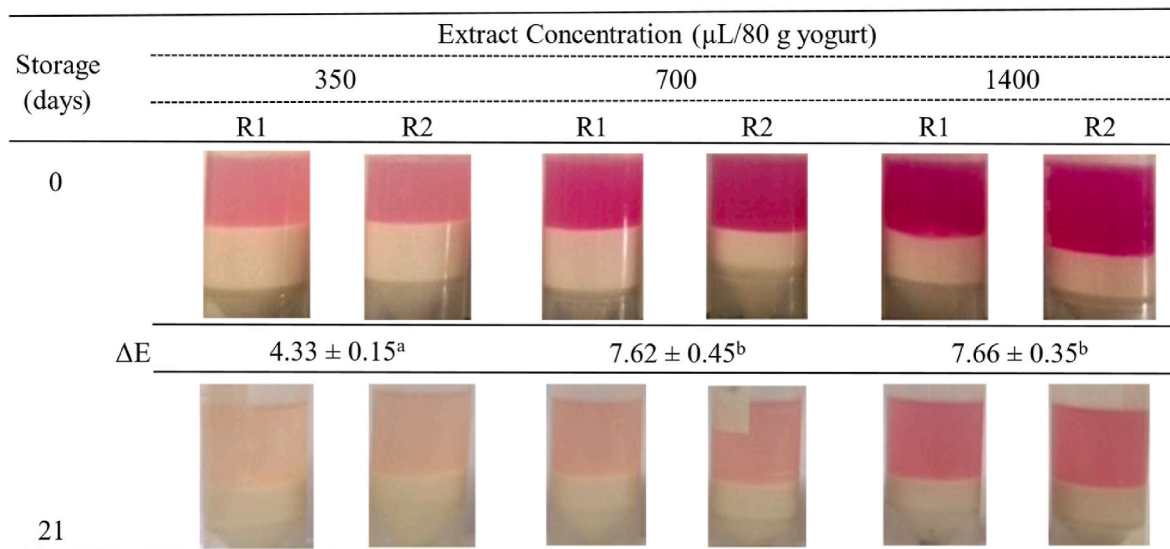 Extract Concentration (μL/80 g yogurt)
Storage
(days)
350 700 1400
R1 R2 R1 R2 R1 R2
0
ΔE 4.33 ± 0.15ᵃ 7.62 ± 0.45ᵇ 7.66 ± 0.35ᵇ
21